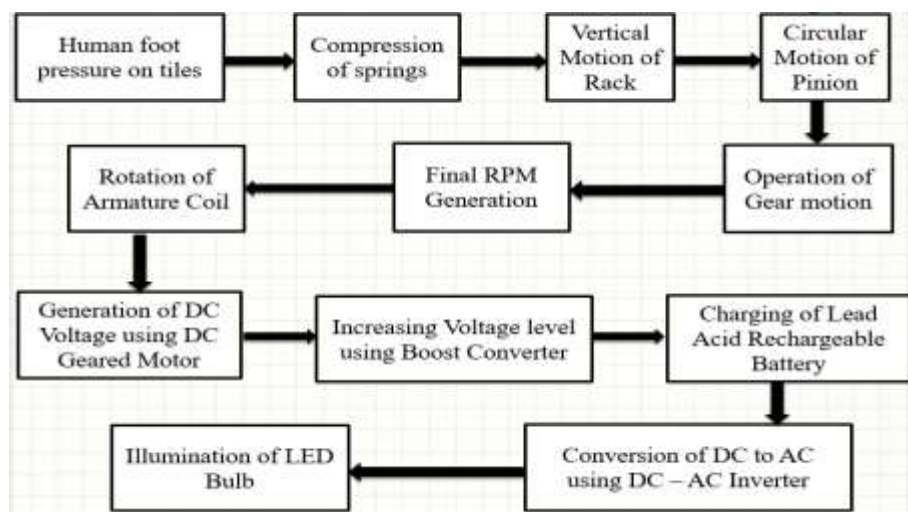 Human foot
pressure on tiles
Compression
of springs
Vertical
Motion of
Rack
Circular
Motion of
Pinion
Operation of
Gear motion
Final RPM
Generation
Rotation of
Armature Coil
Generation of DC
Voltage using DC
Geared Motor
Increasing Voltage level
using Boost Converter
Charging of Lead
Acid Rechargeable
Battery
Conversion of DC to AC
using DC – AC Inverter
Illumination of LED
Bulb